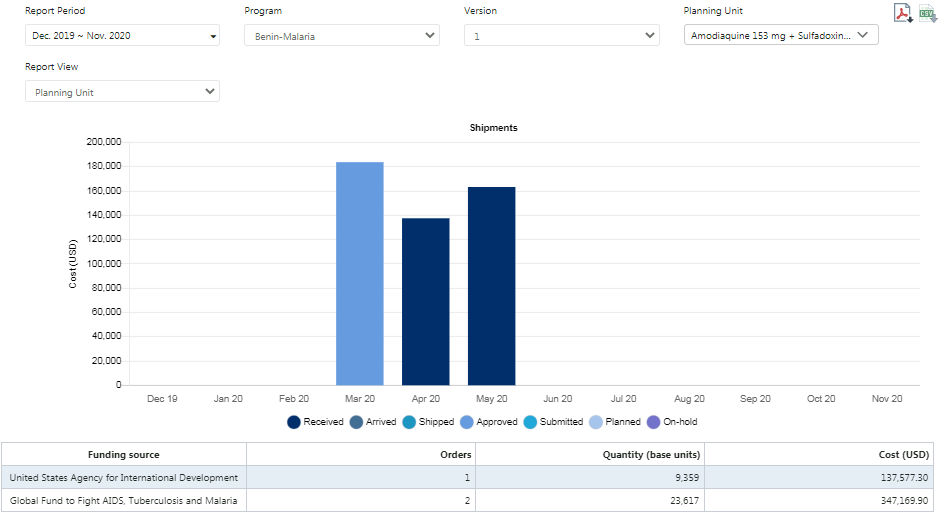 Report Period Program Version Planning Unit
Dec. 2019 ~ Nov. 2020 Benin-Malaria 1 Amodiaquine 153 mg + Sulfadoxin...
CSV
Report View
Planning Unit
Shipments
200,000
180,000
160,000
140,000
120,000
100,000
80,000
60,000
40,000
20,000
0
Cost (USD)
Dec 19 Jan 20 Feb 20 Mar 20 Apr 20 May 20 Jun 20 Jul 20 Aug 20 Sep 20 Oct 20 Nov 20
Received Arrived Shipped Approved Submitted Planned On-hold
Funding source Orders Quantity (base units) Cost (USD)
United States Agency for International Development 1 9,359 137,577.30
Global Fund to Fight AIDS, Tuberculosis and Malaria 2 23,617 347,169.90